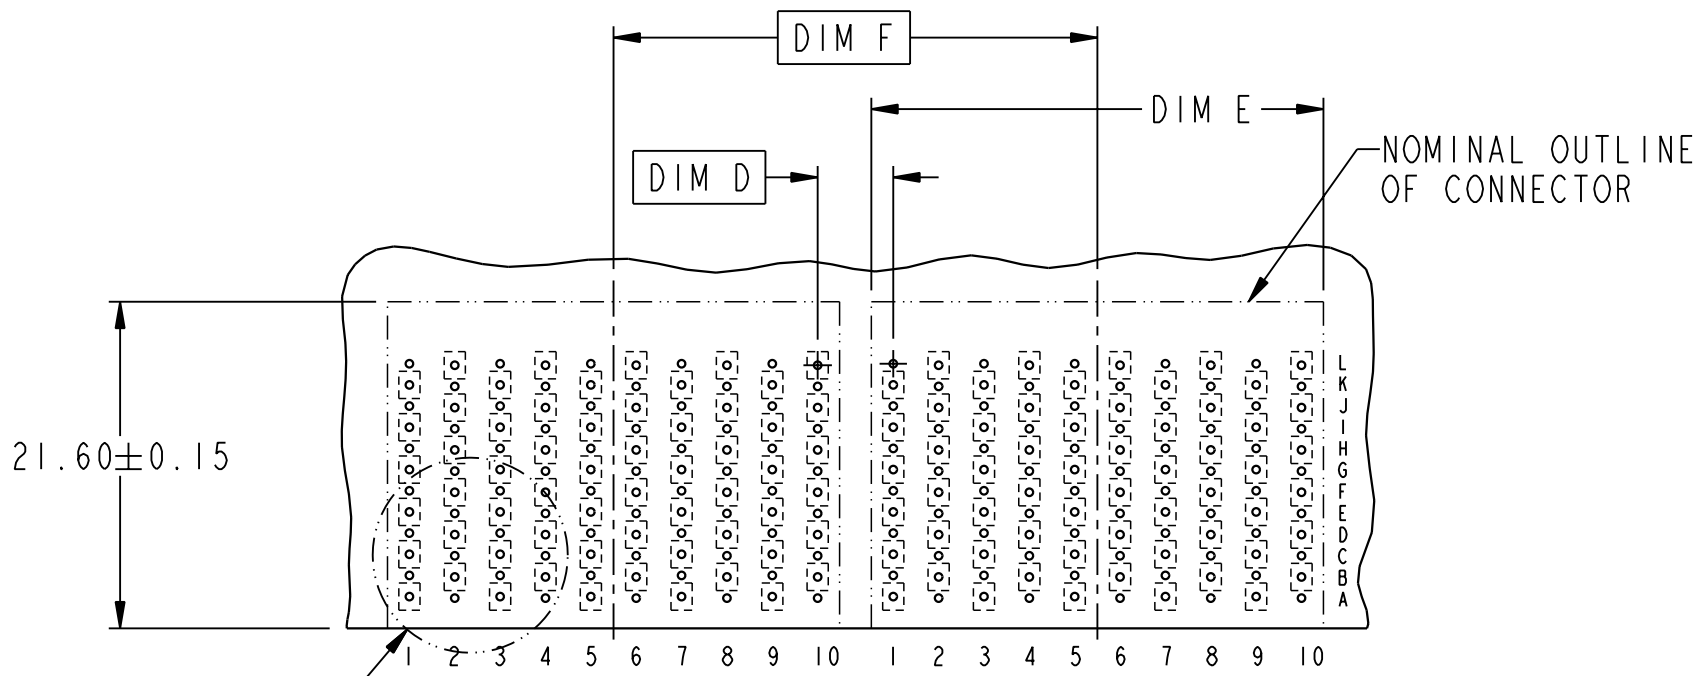 DIM F
DIM E
DIM D
NOMINAL OUTLINE
OF CONNECTOR
21.60±0.15
L
K
J
I
H
G
F
E
D
C
B
A
1 2 3 4 5 6 7 8 9 10 1 2 3 4 5 6 7 8 9 10